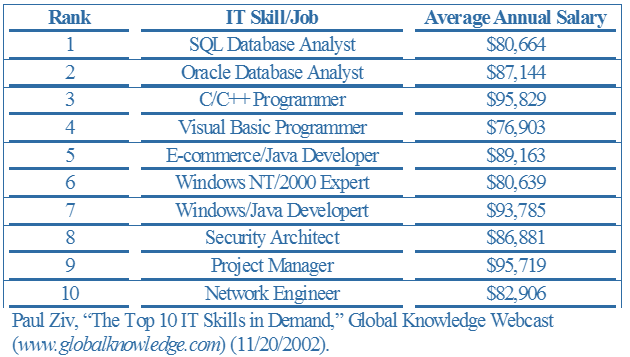 Rank IT Skill/Job Average Annual Salary
1 SQL Database Analyst $80,664
2 Oracle Database Analyst $87,144
3 C/C++ Programmer $95,829
4 Visual Basic Programmer $76,903
5 E-commerce/Java Developer $89,163
6 Windows NT/2000 Expert $80,639
7 Windows/Java Developert $93,785
8 Security Architect $86,881
9 Project Manager $95,719
10 Network Engineer $82,906
Paul Ziv, “The Top 10 IT Skills in Demand,” Global Knowledge Webcast
(www.globalknowledge.com) (11/20/2002).